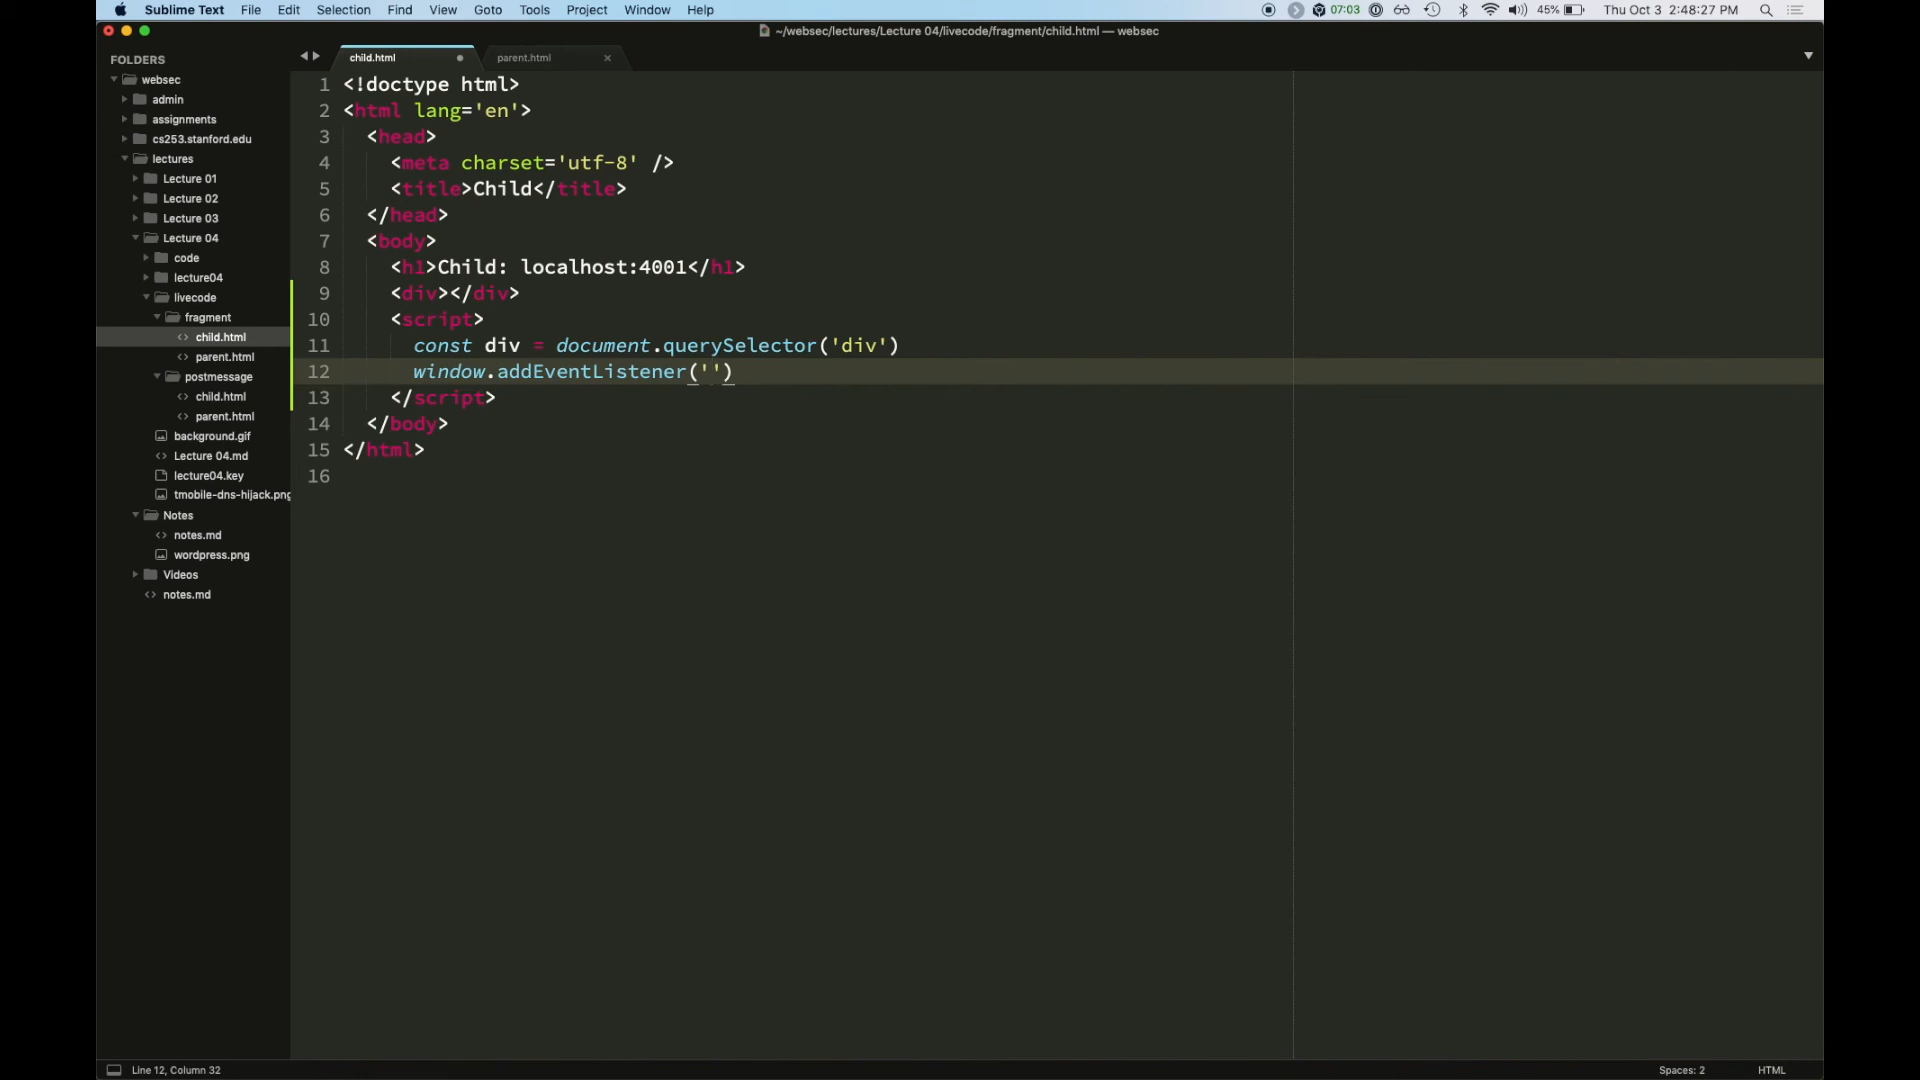 Sublime Text File Edit Selection Find View Goto Tools Project Window Help 07:03 45% Thu Oct 3 2:48:27 PM
~/websec/lectures/Lecture 04/livecode/fragment/child.html — websec
FOLDERS
websec
admin
assignments
cs253.stanford.edu
lectures
Lecture 01
Lecture 02
Lecture 03
Lecture 04
code
lecture04
livecode
fragment
child.html
parent.html
postmessage
child.html
parent.html
background.gif
Lecture 04.md
lecture04.key
tmobile-dns-hijack.png
Notes
notes.md
wordpress.png
Videos
notes.md
child.html parent.html
1 <!doctype html>
2 <html lang='en'>
3 <head>
4 <meta charset='utf-8' />
5 <title>Child</title>
6 </head>
7 <body>
8 <h1>Child: localhost:4001</h1>
9 <div></div>
10 <script>
11 const div = document.querySelector('div')
12 window.addEventListener('')
13 </script>
14 </body>
15 </html>
16
Line 12, Column 32 Spaces: 2 HTML